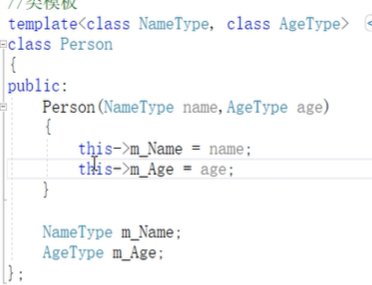 //类模板
template<class NameType, class AgeType>
class Person
{
public:
Person(NameType name,AgeType age)
{
this->m_Name = name;
this->m_Age = age;
}
NameType m_Name;
AgeType m_Age;
};